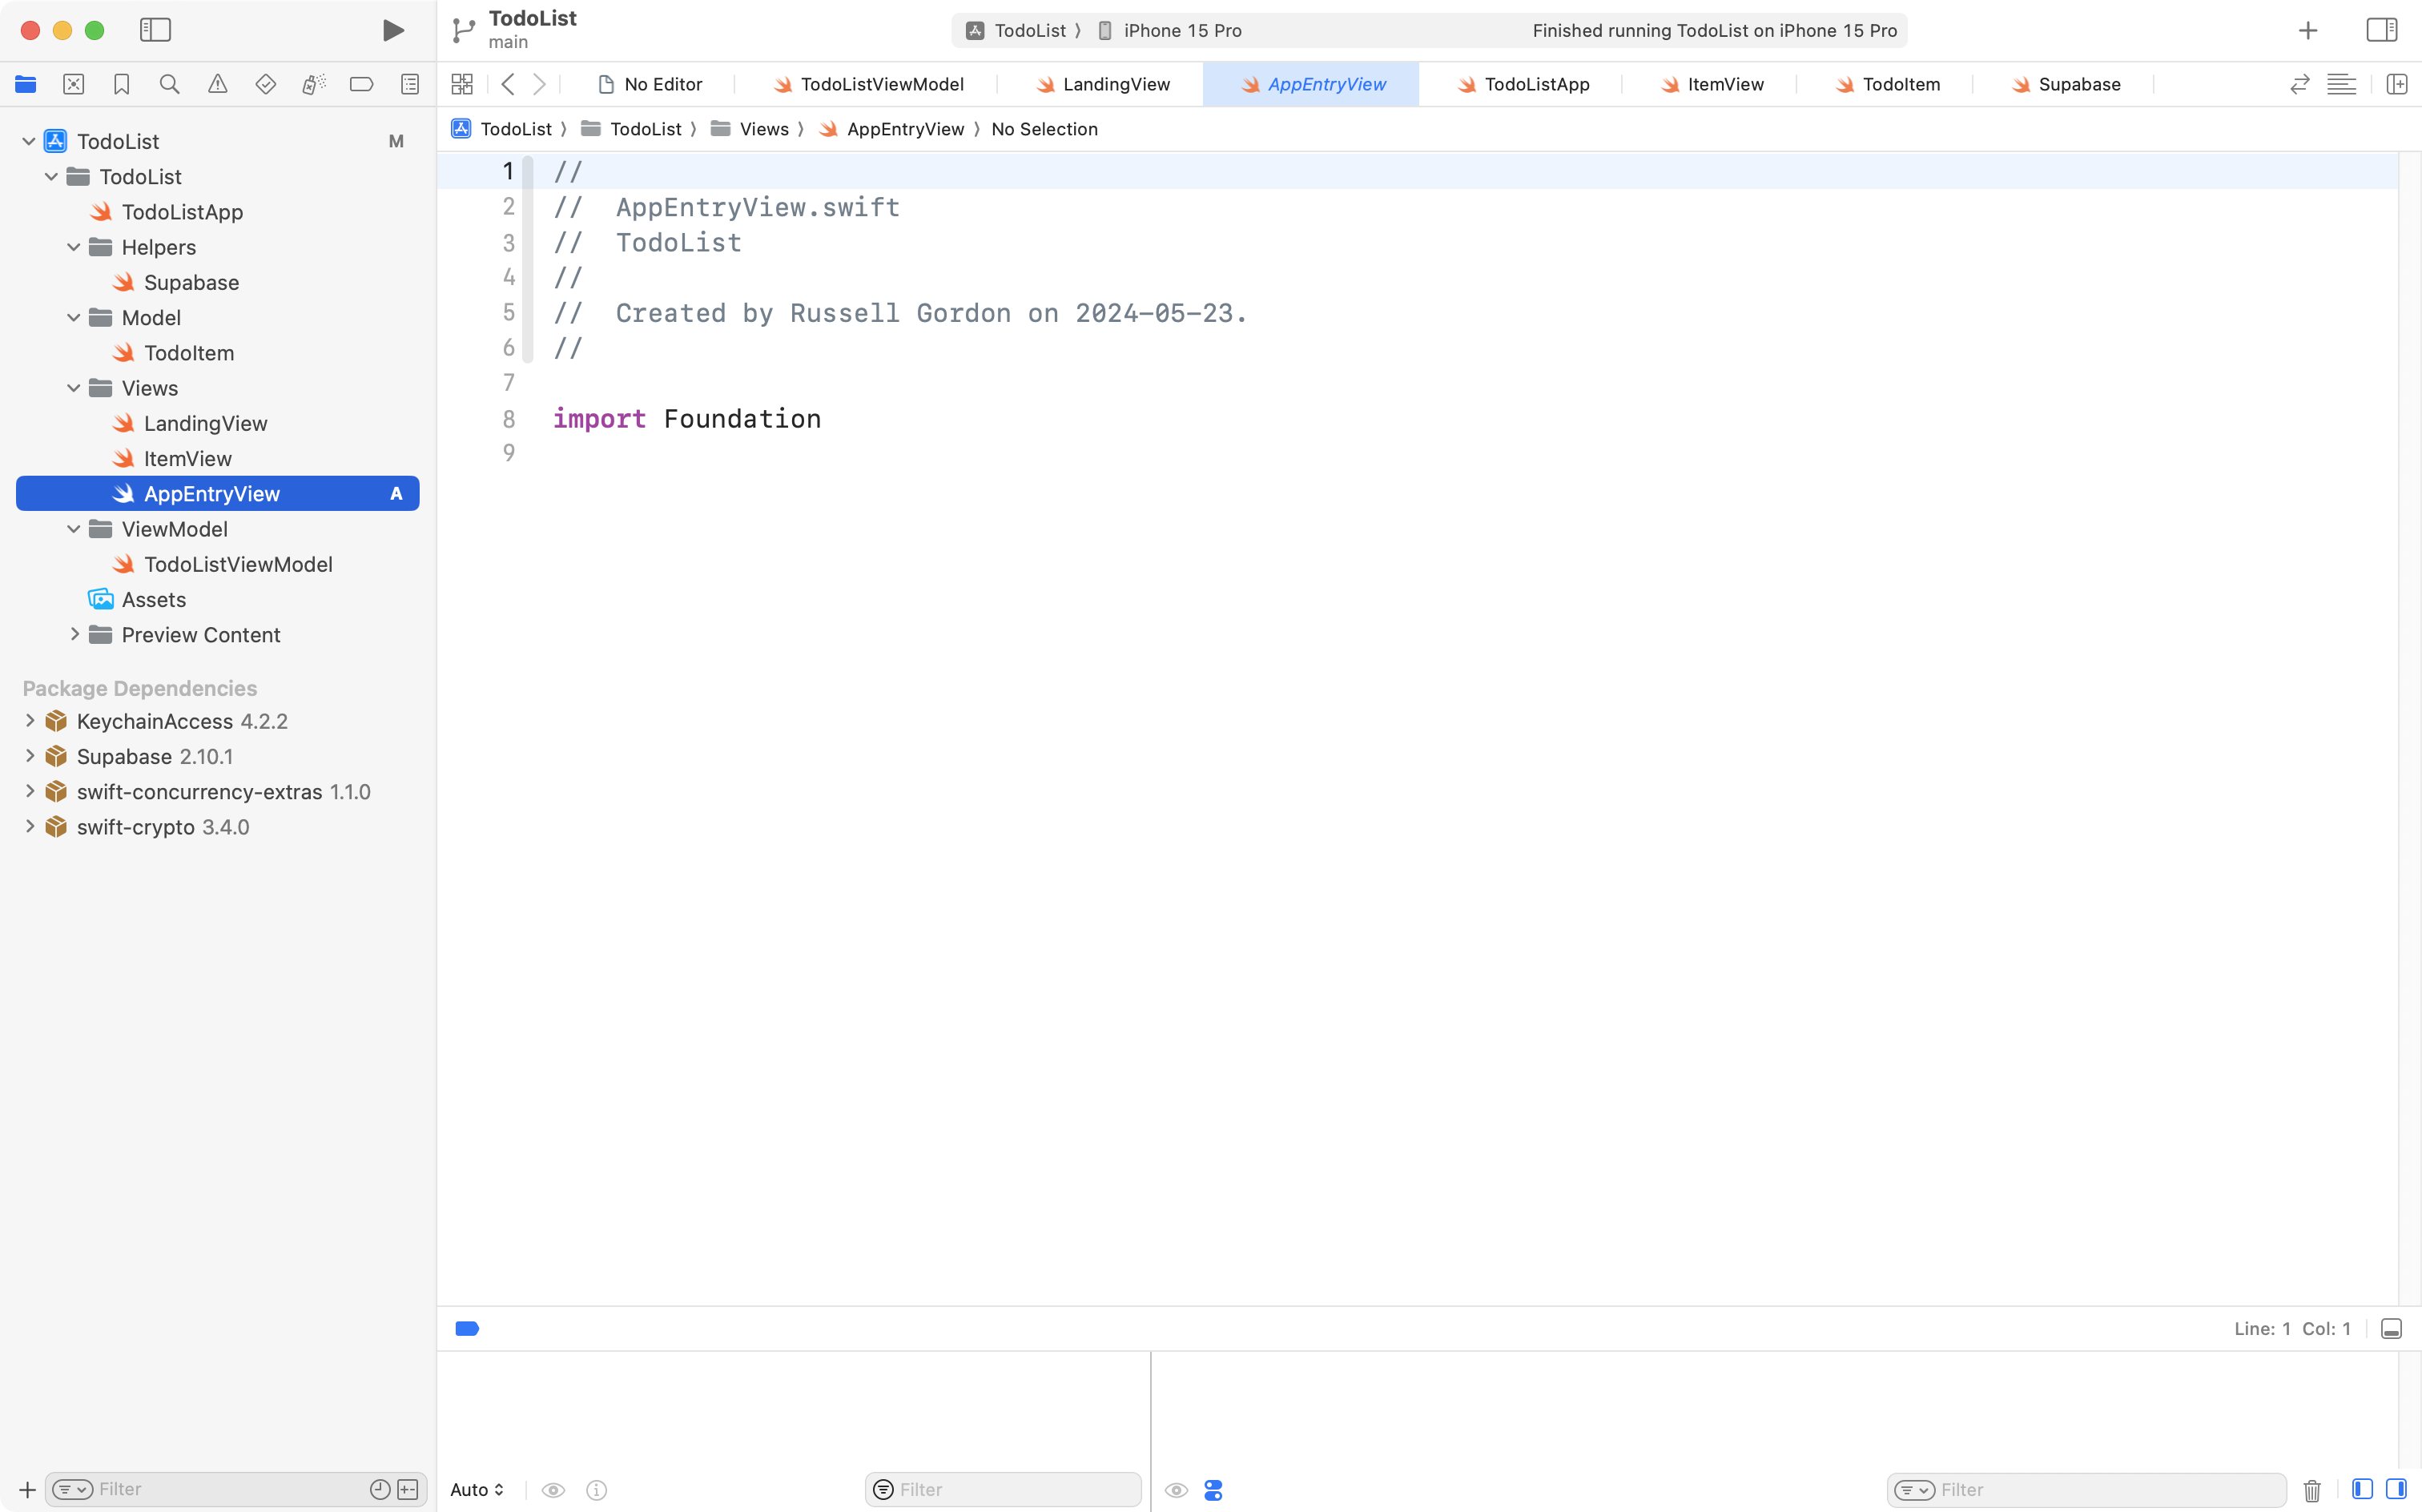 TodoList
main
TodoList 〉 iPhone 15 Pro
Finished running TodoList on iPhone 15 Pro
No Editor
TodoListViewModel
LandingView
AppEntryView
TodoListApp
ItemView
TodoItem
Supabase
TodoList 〉 TodoList 〉 Views 〉 AppEntryView 〉 No Selection
TodoList M
TodoList
TodoListApp
Helpers
Supabase
Model
TodoItem
Views
LandingView
ItemView
AppEntryView A
ViewModel
TodoListViewModel
Assets
Preview Content
Package Dependencies
KeychainAccess 4.2.2
Supabase 2.10.1
swift-concurrency-extras 1.1.0
swift-crypto 3.4.0
Filter
1 //
2 //  AppEntryView.swift
3 //  TodoList
4 //
5 //  Created by Russell Gordon on 2024-05-23.
6 //
7
8 import Foundation
9
Line: 1 Col: 1
Auto
Filter
Filter